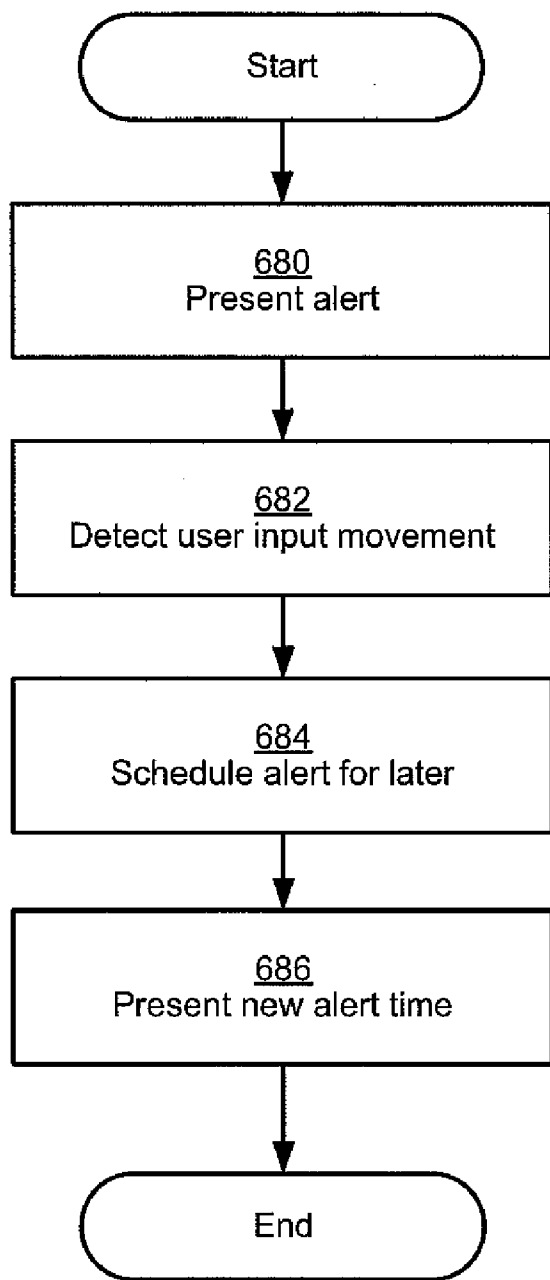 Start
680
Present alert
682
Detect user input movement
684
Schedule alert for later
686
Present new alert time
End